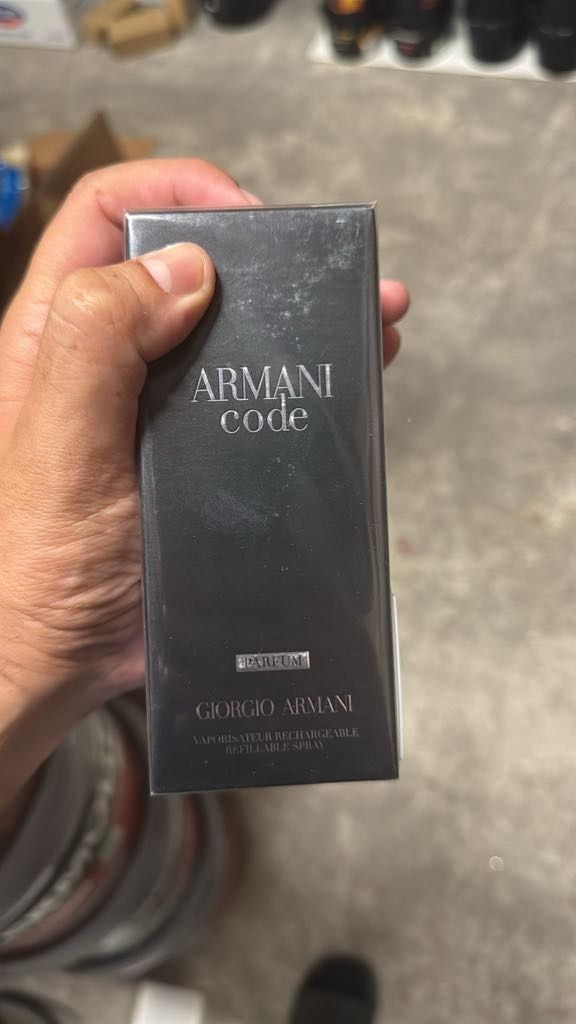 ARMANI
code
PARFUM
GIORGIO ARMANI
VAPORISATEUR RECHARGEABLE
REFILLABLE SPRAY